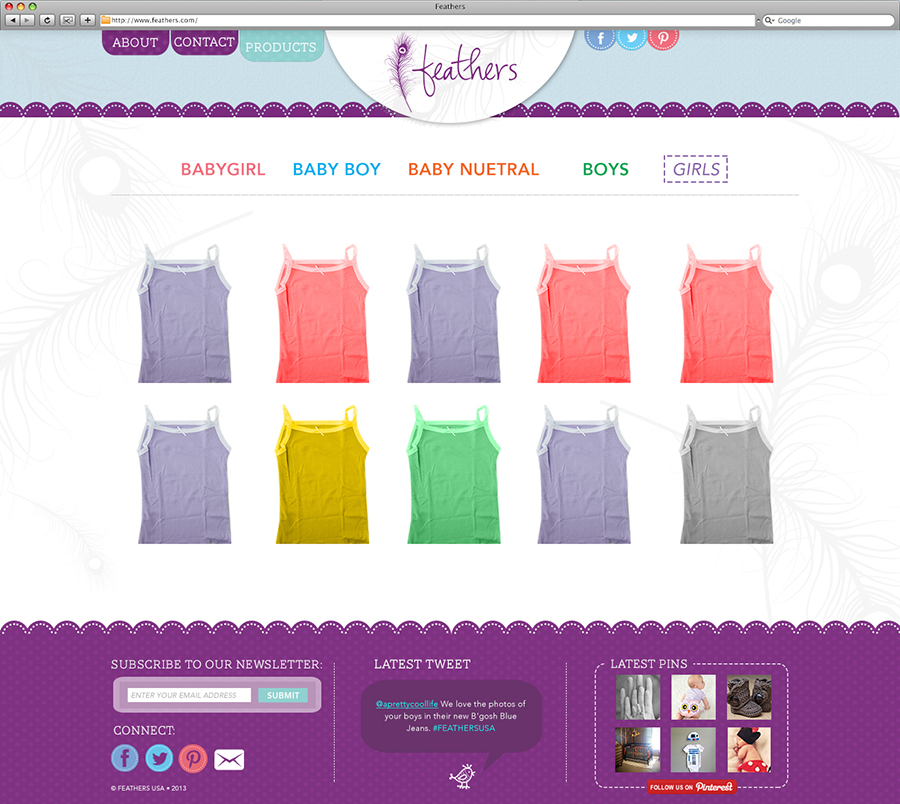 Feathers
http://www.feathers.com/
Google
ABOUT
CONTACT
PRODUCTS
feathers
BABYGIRL
BABY BOY
BABY NUETRAL
BOYS
GIRLS
SUBSCRIBE TO OUR NEWSLETTER:
ENTER YOUR EMAIL ADDRESS
SUBMIT
CONNECT:
© FEATHERS USA • 2013
LATEST TWEET
@aprettycoollife We love the photos of
your boys in their new B'gosh Blue
Jeans. #FEATHERSUSA
LATEST PINS
FOLLOW US ON Pinterest